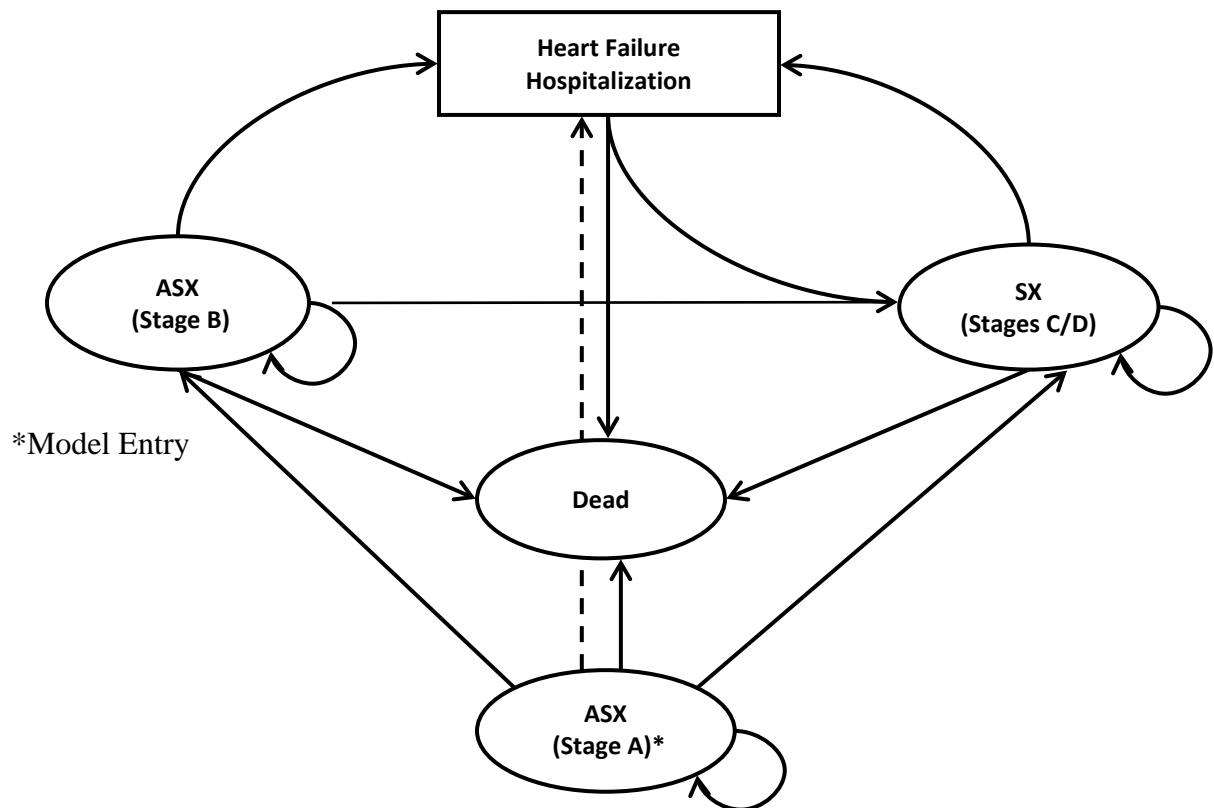 Heart Failure
Hospitalization
ASX
(Stage B)
SX
(Stages C/D)
*Model Entry
Dead
ASX
(Stage A)*